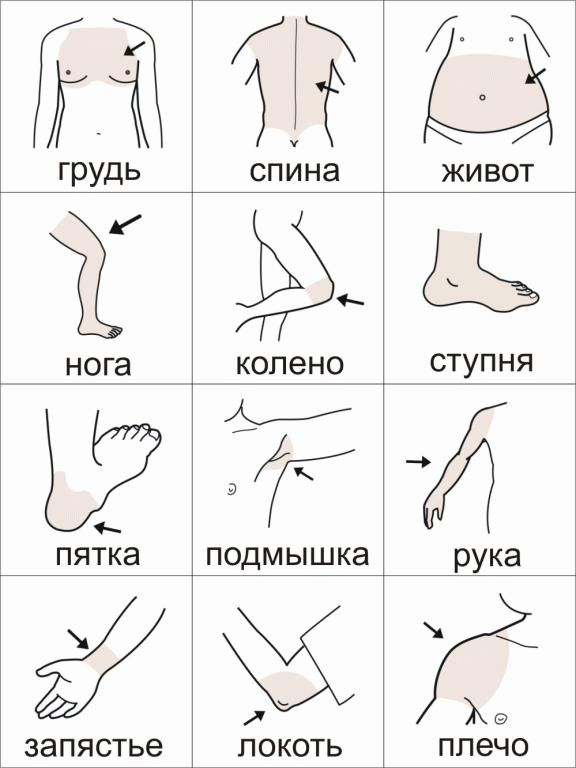 грудь
спина
живот
нога
колено
ступня
пятка
подмышка
рука
запястье
локоть
плечо